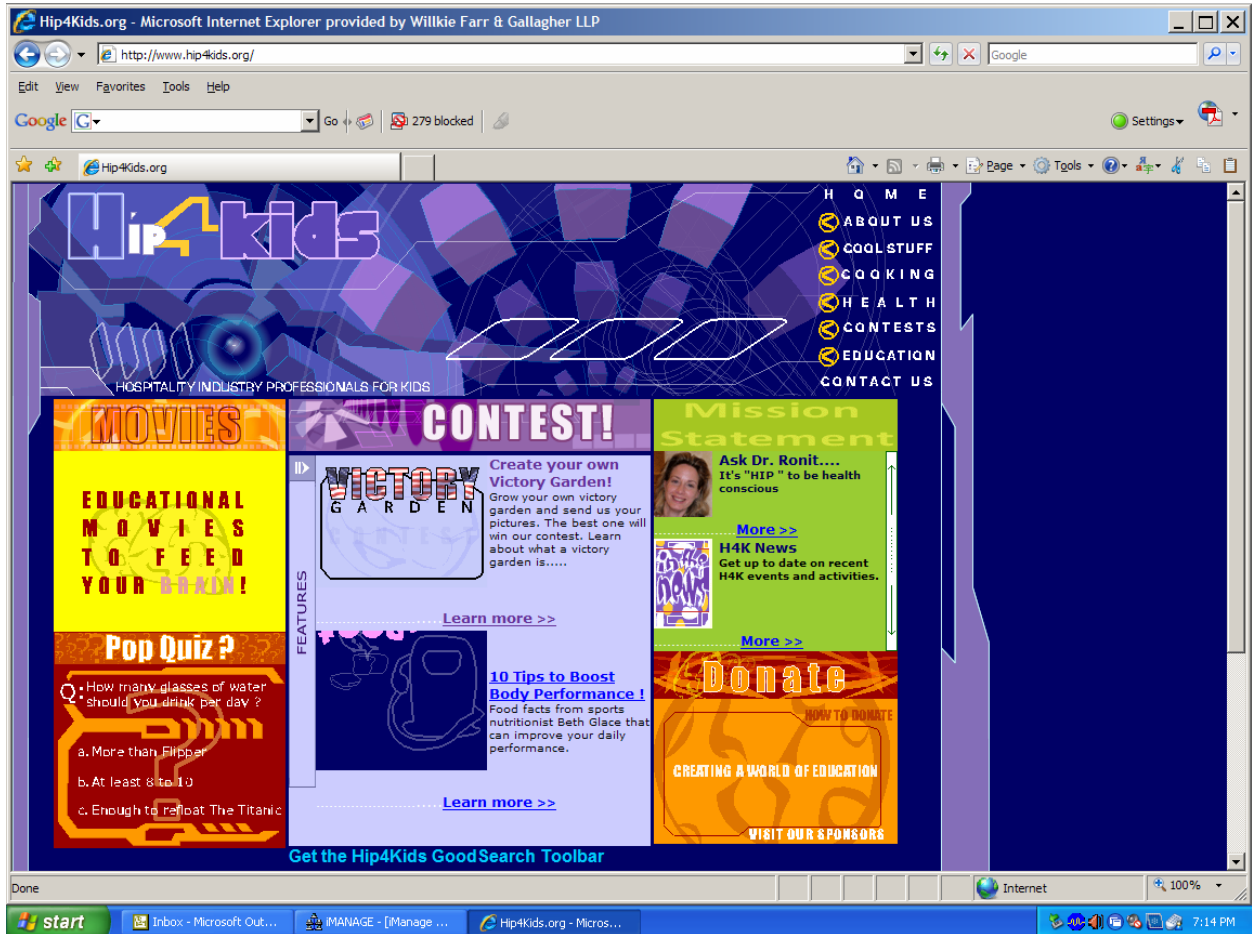 Hip4Kids.org - Microsoft Internet Explorer provided by Willkie Farr & Gallagher LLP
http://www.hip4kids.org/
Google
Edit View Favorites Tools Help
Google G Go 279 blocked Settings
Hip4Kids.org Page Tools
Hip 4 kids
HOSPITALITY INDUSTRY PROFESSIONALS FOR KIDS
HOME
ABOUT US
COOL STUFF
COOKING
HEALTH
CONTESTS
EDUCATION
CONTACT US
MOVIES
EDUCATIONAL
MOVIES
TO FEED
YOUR BRAIN!
Pop Quiz ?
Q: How many glasses of water
should you drink per day ?
a. More than Flipper
b. At least 8 to 10
c. Enough to refloat The Titanic
CONTEST!
FEATURES
VICTORY
GARDEN
CONTEST
Create your own
Victory Garden!
Grow your own victory
garden and send us your
pictures. The best one will
win our contest. Learn
about what a victory
garden is.....
Learn more >>
10 Tips to Boost
Body Performance !
Food facts from sports
nutritionist Beth Glace that
can improve your daily
performance.
Learn more >>
Mission
Statement
Ask Dr. Ronit....
It's "HIP " to be health
conscious
More >>
H4K News
Get up to date on recent
H4K events and activities.
More >>
Donate
HOW TO DONATE
CREATING A WORLD OF EDUCATION
VISIT OUR SPONSORS
Get the Hip4Kids GoodSearch Toolbar
Done Internet 100%
start Inbox - Microsoft Out... iMANAGE - [iManage ... Hip4Kids.org - Micros... 7:14 PM